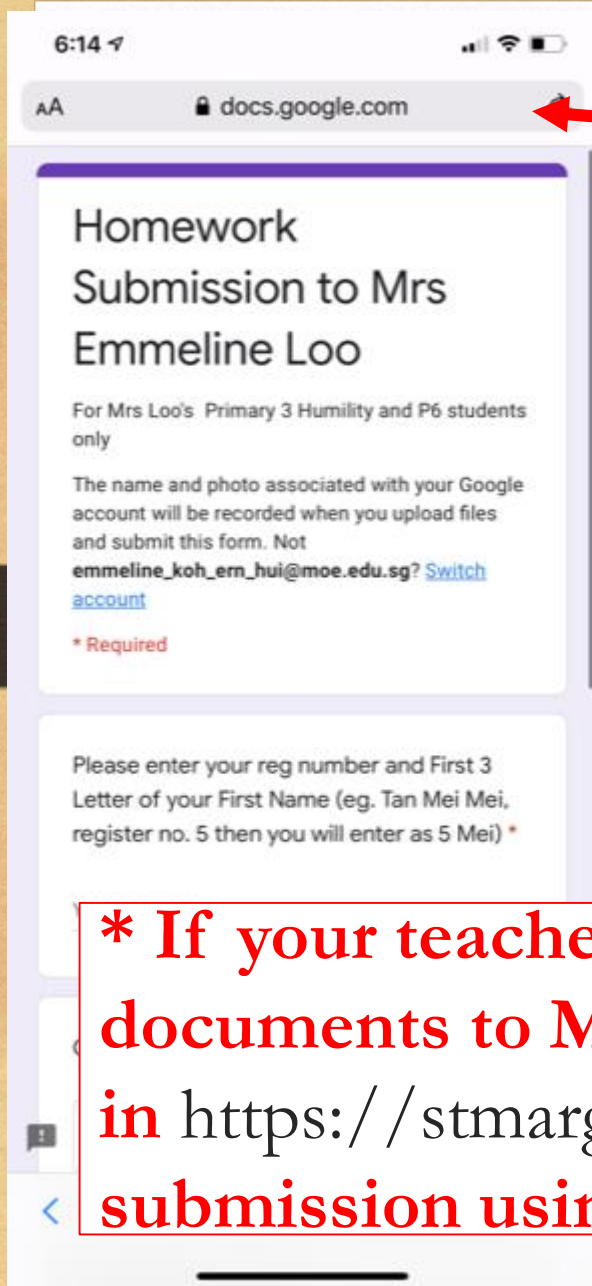 6:14
AA docs.google.com
Homework
Submission to Mrs
Emmeline Loo
For Mrs Loo's Primary 3 Humility and P6 students
only
The name and photo associated with your Google
account will be recorded when you upload files
and submit this form. Not
emmeline_koh_ern_hui@moe.edu.sg? Switch
account
* Required
Please enter your reg number and First 3
Letter of your First Name (eg. Tan Mei Mei,
register no. 5 then you will enter as 5 Mei) *
* If your teache
documents to M
in https://stmarg
submission usin